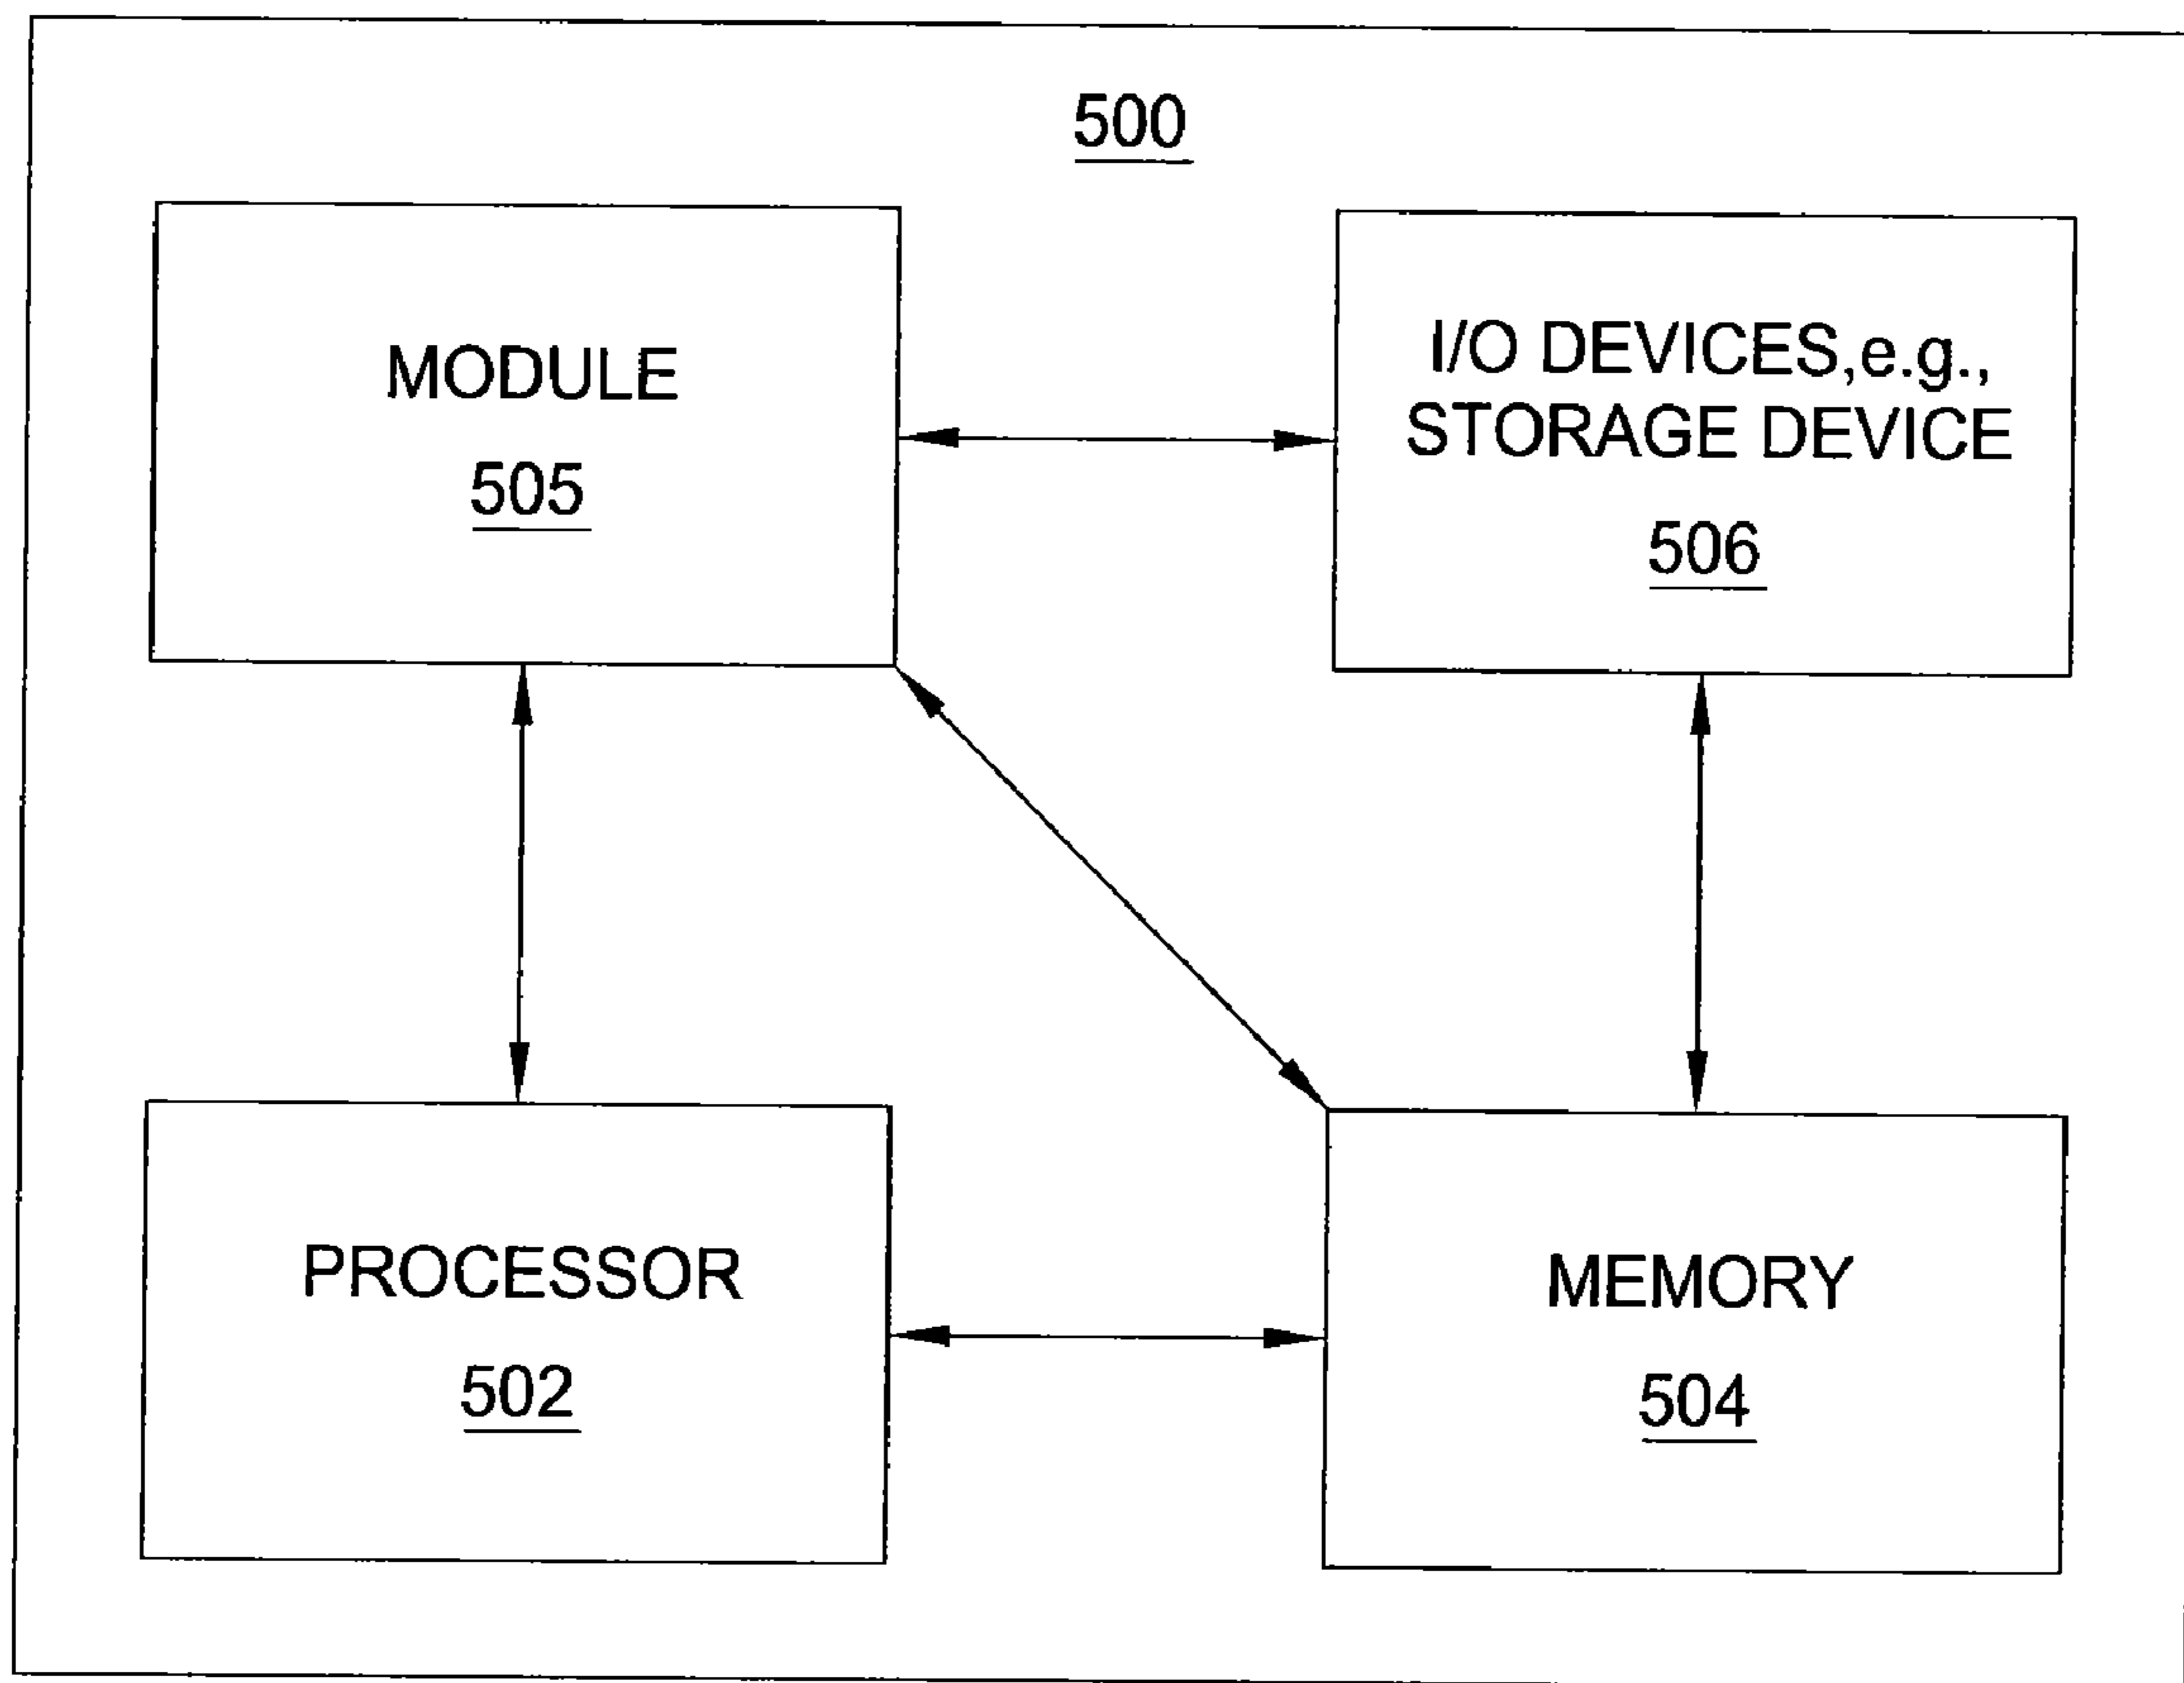 500
MODULE
505
I/O DEVICES,e.g.,
STORAGE DEVICE
506
PROCESSOR
502
MEMORY
504